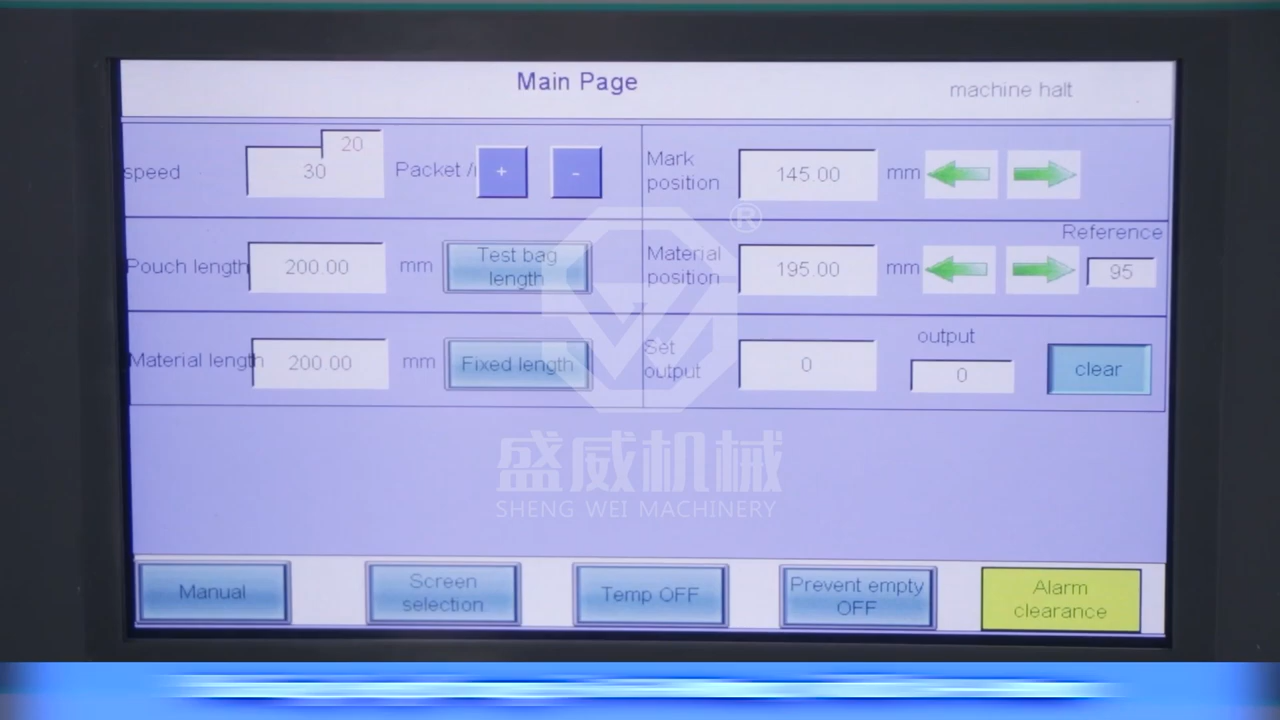 Main Page
machine halt
speed
20
30
Packet /
+
-
Mark
position
145.00
mm
Reference
Pouch length
200.00
mm
Test bag
length
Material
position
195.00
mm
95
Material length
200.00
mm
Fixed length
Set
output
0
output
0
clear
®
盛威机械
SHENG WEI MACHINERY
Manual
Screen
selection
Temp OFF
Prevent empty
OFF
Alarm
clearance